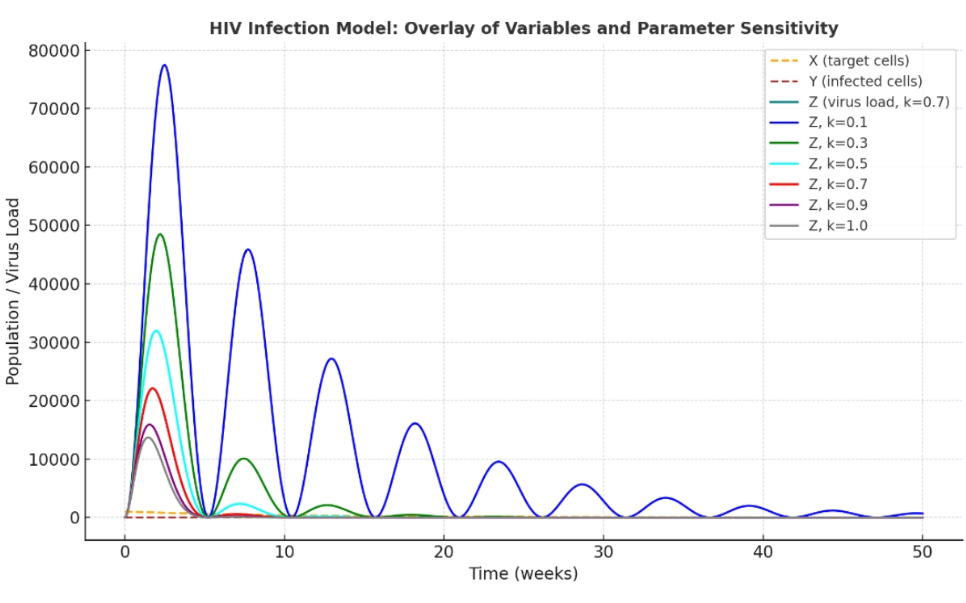 HIV Infection Model: Overlay of Variables and Parameter Sensitivity
80000
70000
60000
50000
40000
30000
20000
10000
0
Population / Virus Load
X (target cells)
Y (infected cells)
Z (virus load, k=0.7)
Z, k=0.1
Z, k=0.3
Z, k=0.5
Z, k=0.7
Z, k=0.9
Z, k=1.0
0 10 20 30 40 50
Time (weeks)